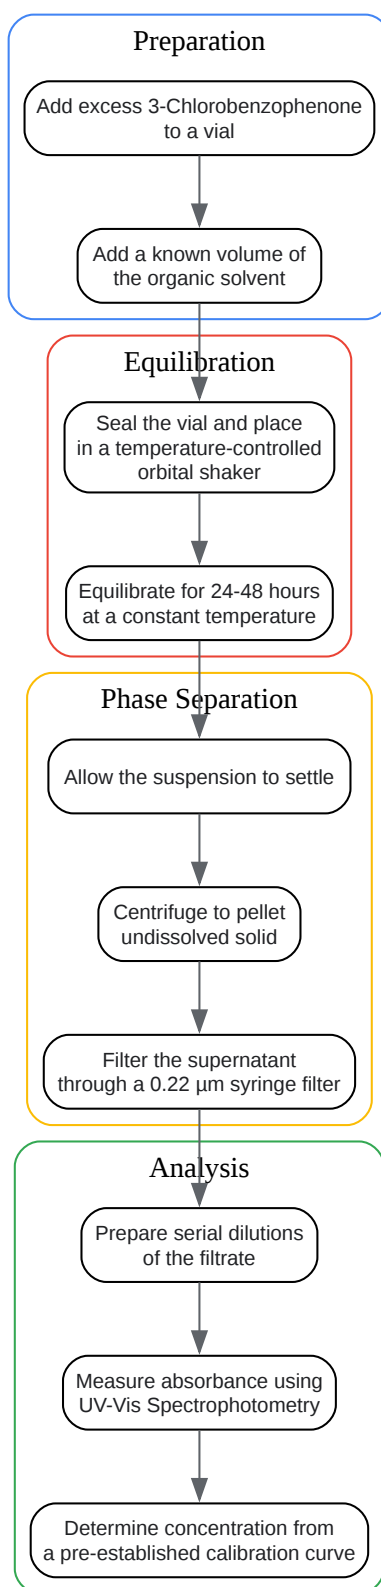 Preparation
Add excess 3-Chlorobenzophenone
to a vial
Add a known volume of
the organic solvent
Equilibration
Seal the vial and place
in a temperature-controlled
orbital shaker
Equilibrate for 24-48 hours
at a constant temperature
Phase Separation
Allow the suspension to settle
Centrifuge to pellet
undissolved solid
Filter the supernatant
through a 0.22 µm syringe filter
Analysis
Prepare serial dilutions
of the filtrate
Measure absorbance using
UV-Vis Spectrophotometry
Determine concentration from
a pre-established calibration curve